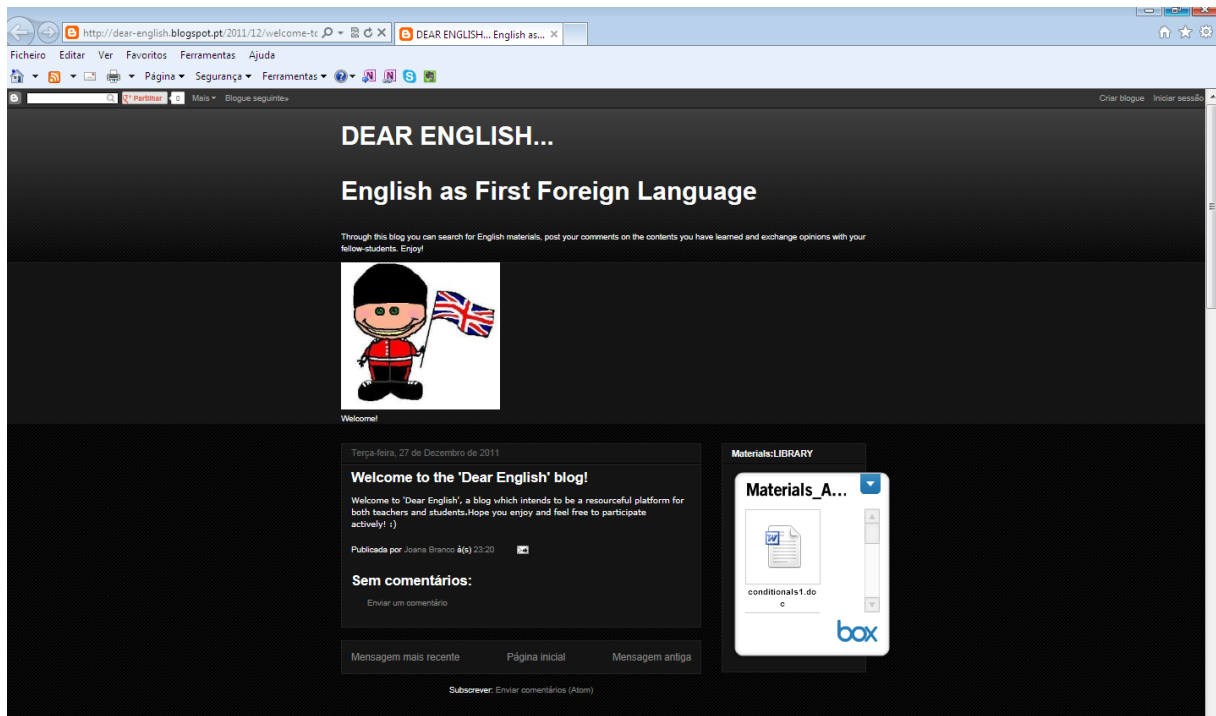 http://dear-english.blogspot.pt/2011/12/welcome-tc
DEAR ENGLISH... English as...
Ficheiro Editar Ver Favoritos Ferramentas Ajuda
Página Segurança Ferramentas
Partilhar 0 Mais Blogue seguinte»
Criar blogue Iniciar sessão
DEAR ENGLISH...
English as First Foreign Language
Through this blog you can search for English materials, post your comments on the contents you have learned and exchange opinions with your
fellow-students. Enjoy!
Welcome!
Terça-feira, 27 de Dezembro de 2011
Welcome to the 'Dear English' blog!
Welcome to 'Dear English', a blog which intends to be a resourceful platform for
both teachers and students.Hope you enjoy and feel free to participate
actively! :)
Publicada por Joana Branco à(s) 23:20
Sem comentários:
Enviar um comentário
Mensagem mais recente Página inicial Mensagem antiga
Subscrever: Enviar comentários (Atom)
Materials:LIBRARY
Materials_A...
conditionals1.do
c
box